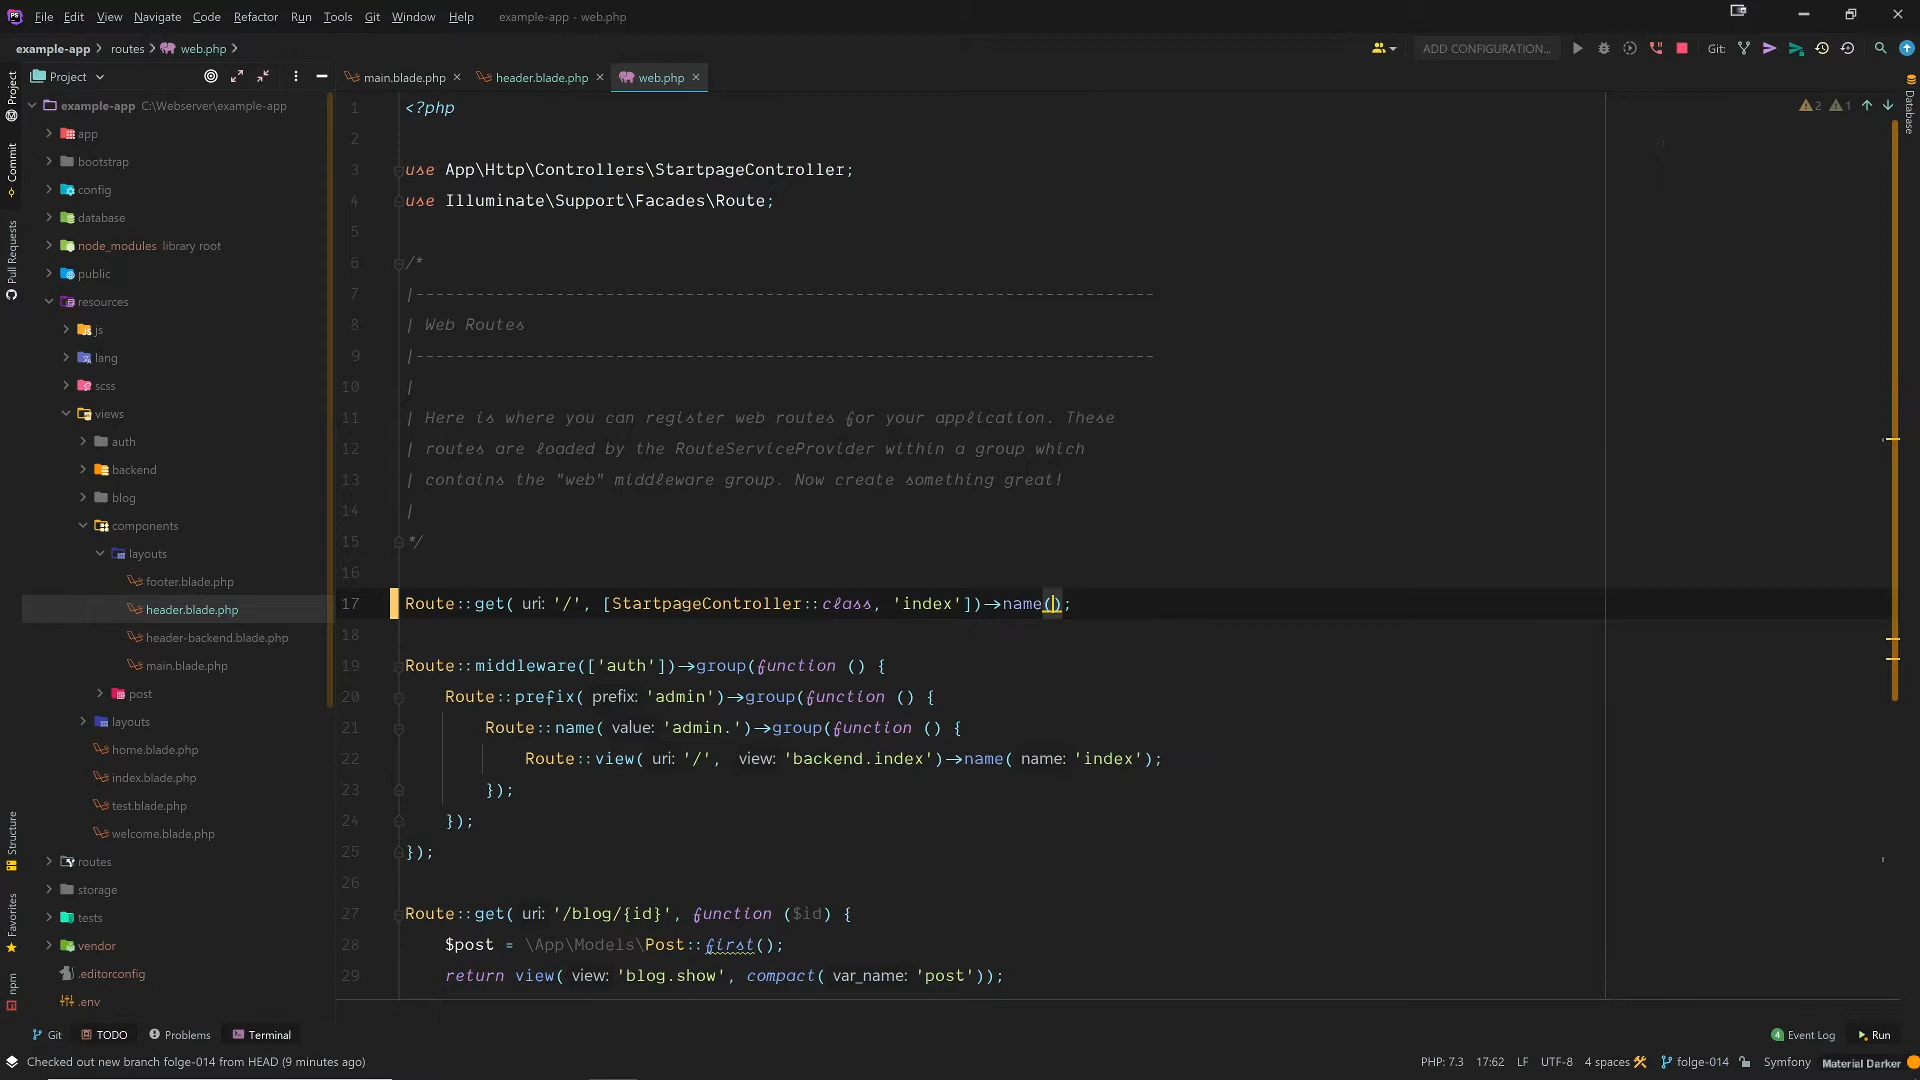 File Edit View Navigate Code Refactor Run Tools Git Window Help example-app - web.php
example-app routes web.php
ADD CONFIGURATION... Git:
Project
main.blade.php header.blade.php web.php
Project
Commit
Pull Requests
Structure
Favorites
npm
Database
example-app C:\Webserver\example-app
app
bootstrap
config
database
node_modules library root
public
resources
js
lang
scss
views
auth
backend
blog
components
layouts
footer.blade.php
header.blade.php
header-backend.blade.php
main.blade.php
post
layouts
home.blade.php
index.blade.php
test.blade.php
welcome.blade.php
routes
storage
tests
vendor
.editorconfig
.env
2 1
1 <?php
2
3 use App\Http\Controllers\StartpageController;
4 use Illuminate\Support\Facades\Route;
5
6 /*
7 |--------------------------------------------------------------------------
8 | Web Routes
9 |--------------------------------------------------------------------------
10 |
11 | Here is where you can register web routes for your application. These
12 | routes are loaded by the RouteServiceProvider within a group which
13 | contains the "web" middleware group. Now create something great!
14 |
15 */
16
17 Route::get( uri: '/', [StartpageController::class, 'index'])->name();
18
19 Route::middleware(['auth'])->group(function () {
20 Route::prefix( prefix: 'admin')->group(function () {
21 Route::name( value: 'admin.')->group(function () {
22 Route::view( uri: '/', view: 'backend.index')->name( name: 'index');
23 });
24 });
25 });
26
27 Route::get( uri: '/blog/{id}', function ($id) {
28 $post = \App\Models\Post::first();
29 return view( view: 'blog.show', compact( var_name: 'post'));
Git TODO Problems Terminal
4 Event Log Run
Checked out new branch folge-014 from HEAD (9 minutes ago)
PHP: 7.3 17:62 LF UTF-8 4 spaces folge-014 Symfony Material Darker